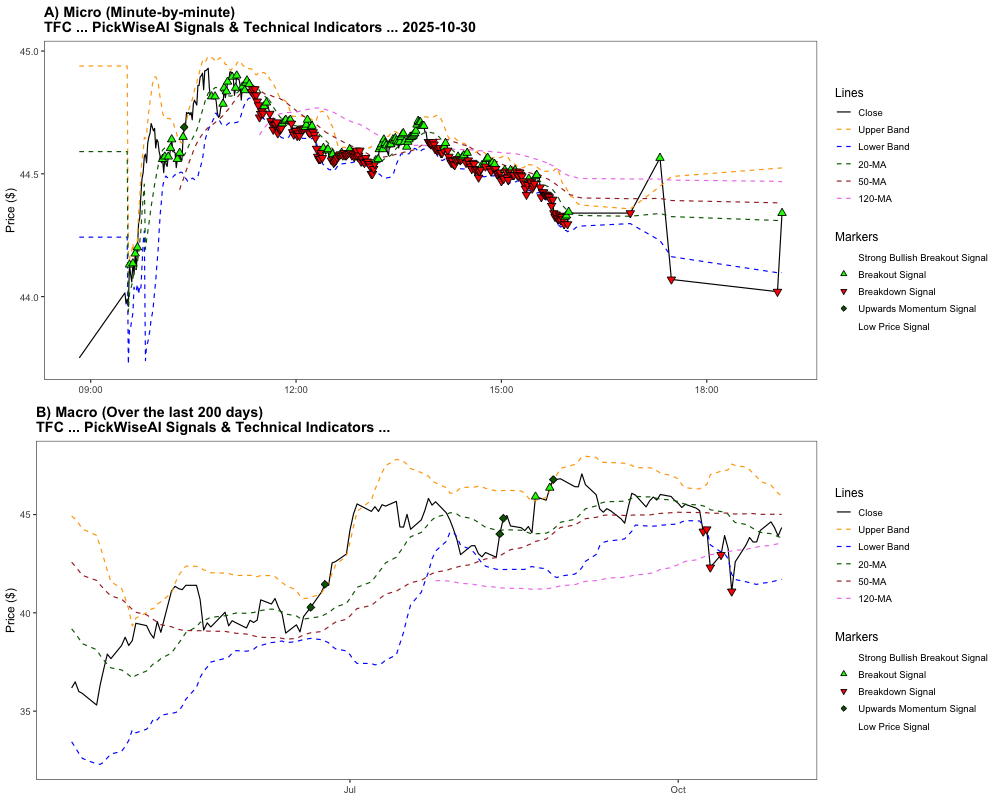 A) Micro (Minute-by-minute)
TFC ... PickWiseAI Signals & Technical Indicators ... 2025-10-30
Price ($)
45.0
44.5
44.0
09:00
12:00
15:00
18:00
Lines
Close
Upper Band
Lower Band
20-MA
50-MA
120-MA
Markers
Strong Bullish Breakout Signal
Breakout Signal
Breakdown Signal
Upwards Momentum Signal
Low Price Signal
B) Macro (Over the last 200 days)
TFC ... PickWiseAI Signals & Technical Indicators ...
Price ($)
45
40
35
Jul
Oct
Lines
Close
Upper Band
Lower Band
20-MA
50-MA
120-MA
Markers
Strong Bullish Breakout Signal
Breakout Signal
Breakdown Signal
Upwards Momentum Signal
Low Price Signal